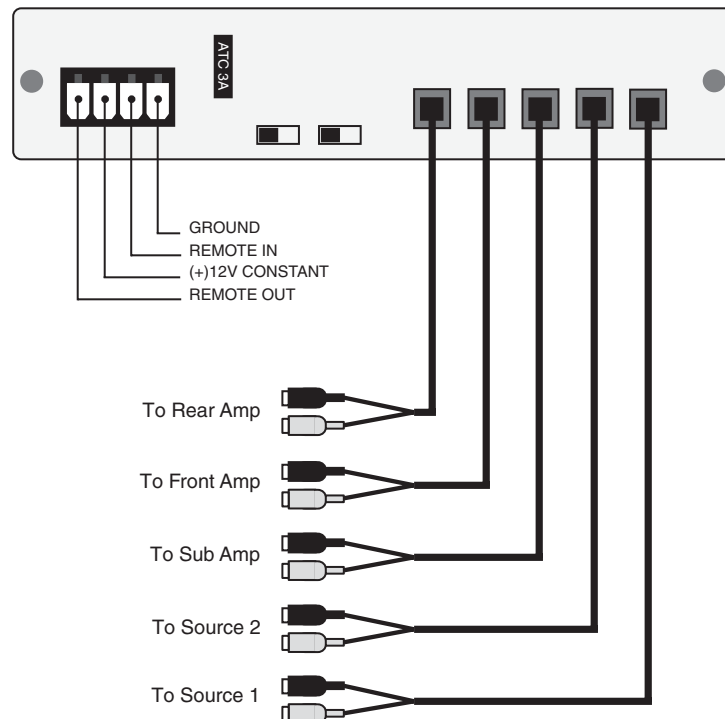 ATC 3A
GROUND
REMOTE IN
(+)12V CONSTANT
REMOTE OUT
To Rear Amp
To Front Amp
To Sub Amp
To Source 2
To Source 1